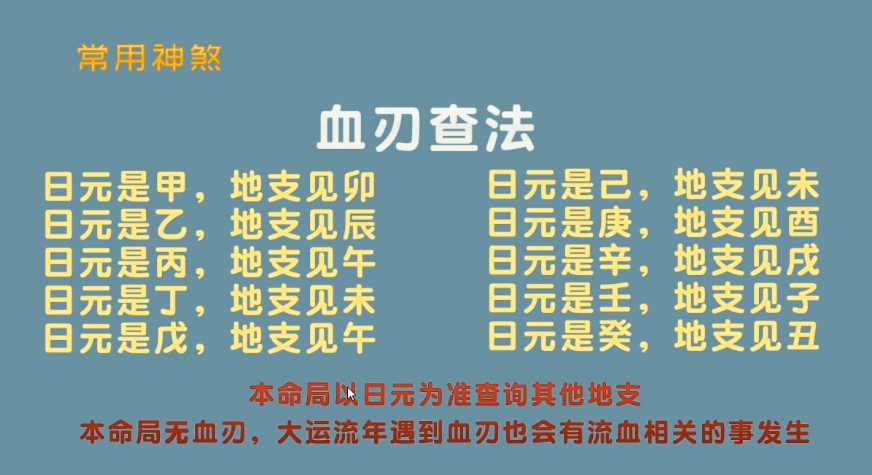 常用神煞
血刃查法
日元是甲，地支见卯
日元是乙，地支见辰
日元是丙，地支见午
日元是丁，地支见未
日元是戊，地支见午
日元是己，地支见未
日元是庚，地支见酉
日元是辛，地支见戌
日元是壬，地支见子
日元是癸，地支见丑
本命局以日元为准查询其他地支
本命局无血刃，大运流年遇到血刃也会有流血相关的事发生